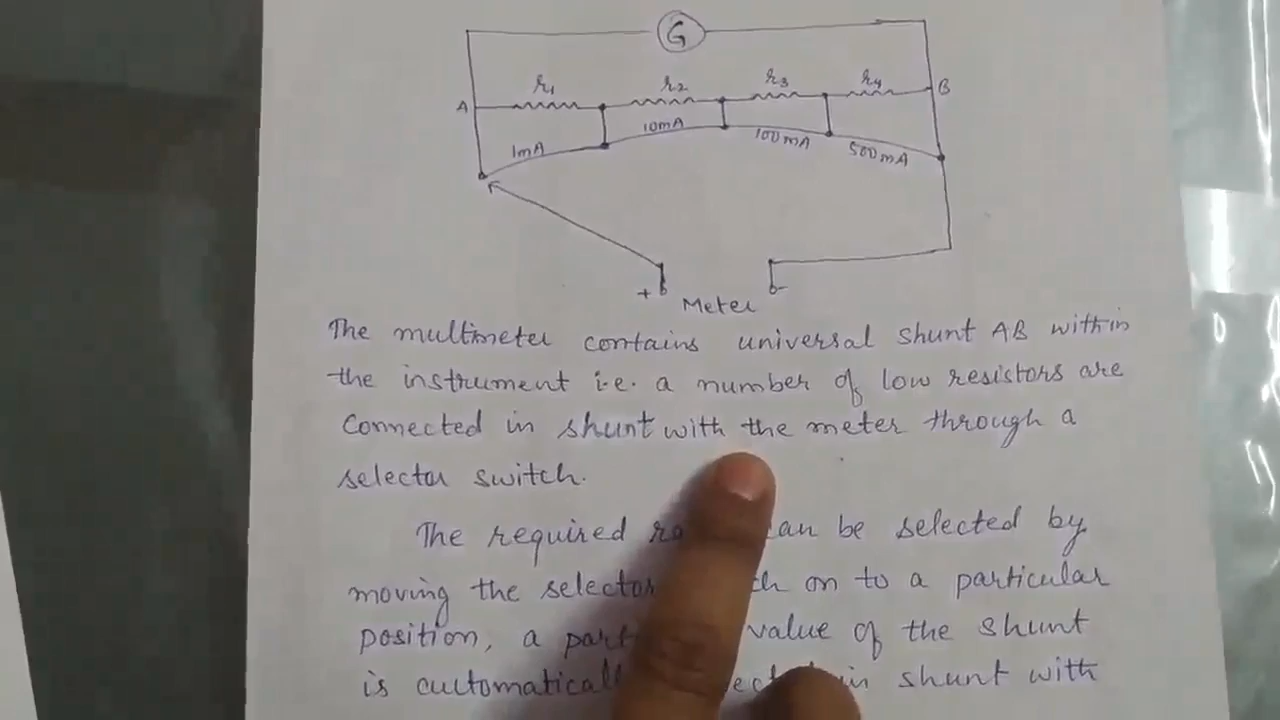 G
r1 r2 r3 r4
A B
1mA 10mA 100mA 500mA
+ Meter -
The multimeter contains universal shunt AB within
the instrument i.e. a number of low resistors are
Connected in shunt with the meter through a
selector switch.
The required can be selected by
moving the selector on to a particular
position, a value of the shunt
is in shunt with